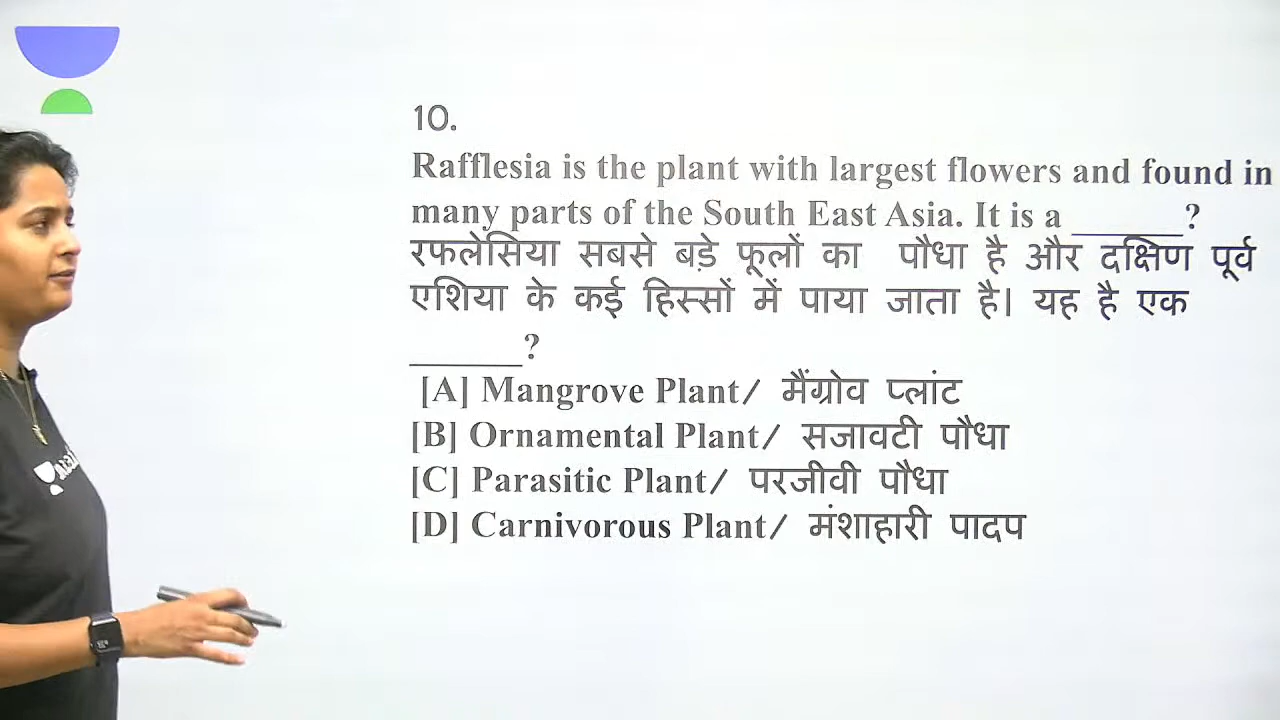 10.
Rafflesia is the plant with largest flowers and found in
many parts of the South East Asia. It is a ______?
रफलेसिया सबसे बड़े फूलों का पौधा है और दक्षिण पूर्व
एशिया के कई हिस्सों में पाया जाता है। यह है एक
______?
[A] Mangrove Plant/ मैंग्रोव प्लांट
[B] Ornamental Plant/ सजावटी पौधा
[C] Parasitic Plant/ परजीवी पौधा
[D] Carnivorous Plant/ मंशाहारी पादप